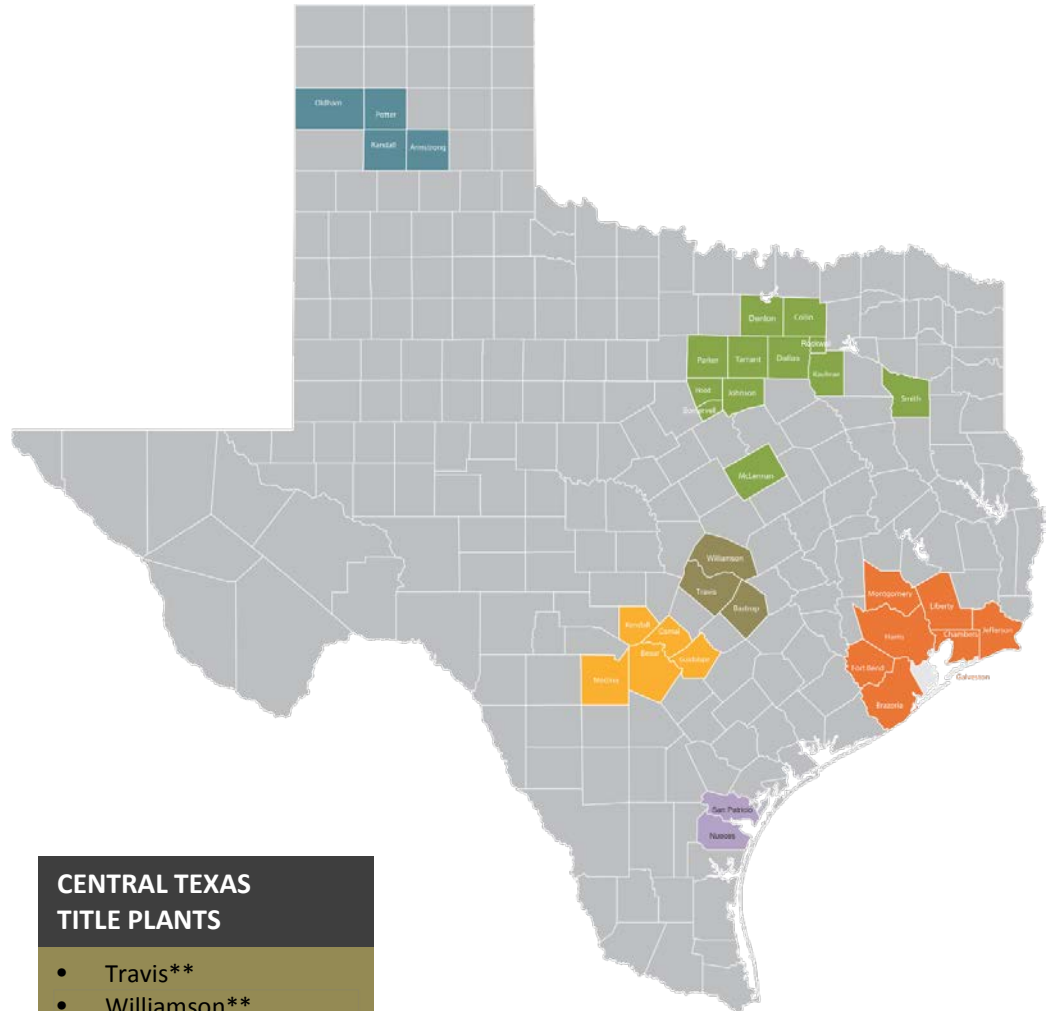 Oldham
Potter
Randall
Armstrong
Denton
Collin
Rockwall
Parker
Tarrant
Dallas
Kaufman
Hood
Johnson
Smith
Somervell
McLennan
Williamson
Travis
Bastrop
Montgomery
Liberty
Jefferson
Harris
Chambers
Kendall
Comal
Bexar
Guadalupe
Fort Bend
Medina
Galveston
Brazoria
San Patricio
Nueces
CENTRAL TEXAS
TITLE PLANTS
• Travis**
• Williamson**